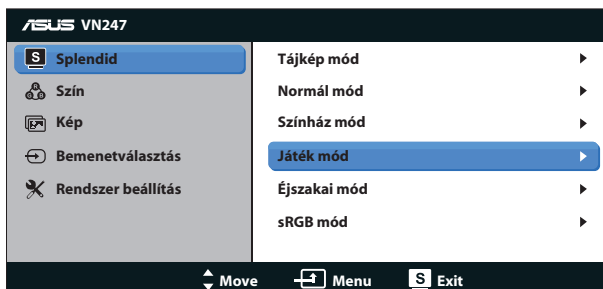 ASUS VN247
S Splendid
Szín
Kép
Bemenetválasztás
Rendszer beállítás
Tájkép mód
Normál mód
Színház mód
Játék mód
Éjszakai mód
sRGB mód
Move Menu S Exit